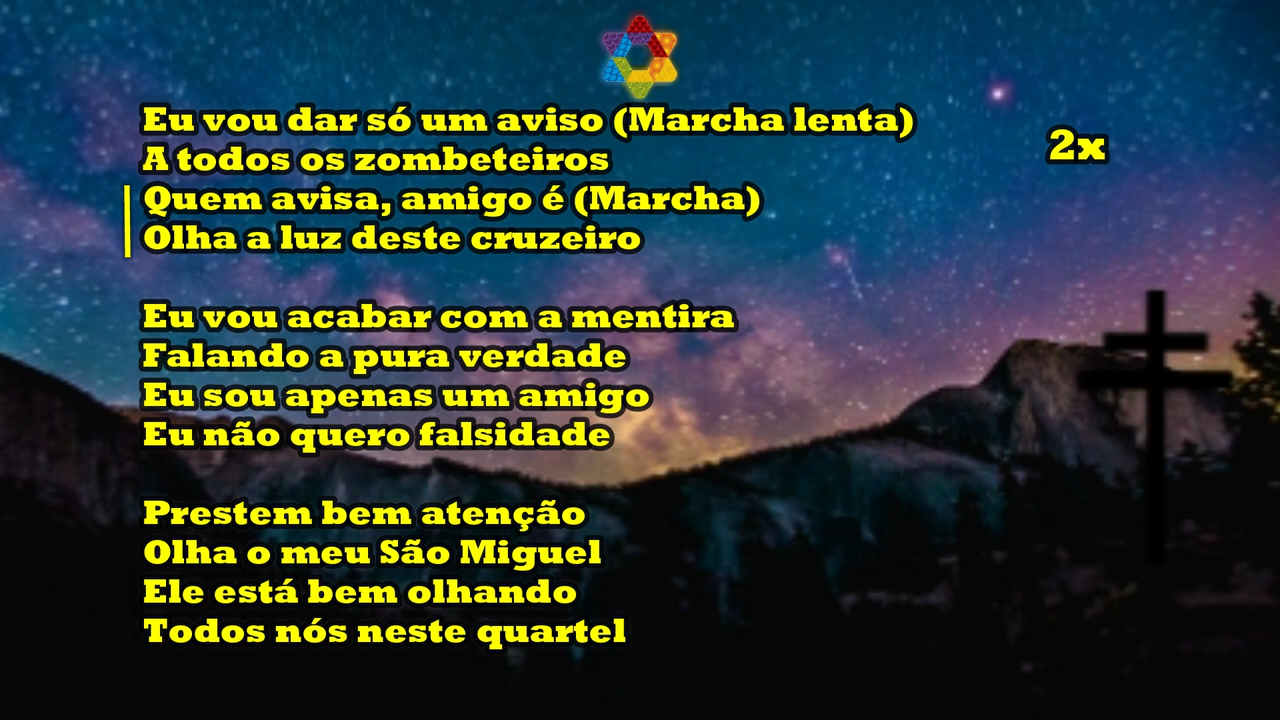 Eu vou dar só um aviso (Marcha lenta)
2x
A todos os zombeteiros
Quem avisa, amigo é (Marcha)
Olha a luz deste cruzeiro
Eu vou acabar com a mentira
Falando a pura verdade
Eu sou apenas um amigo
Eu não quero falsidade
Prestem bem atenção
Olha o meu São Miguel
Ele está bem olhando
Todos nós neste quartel